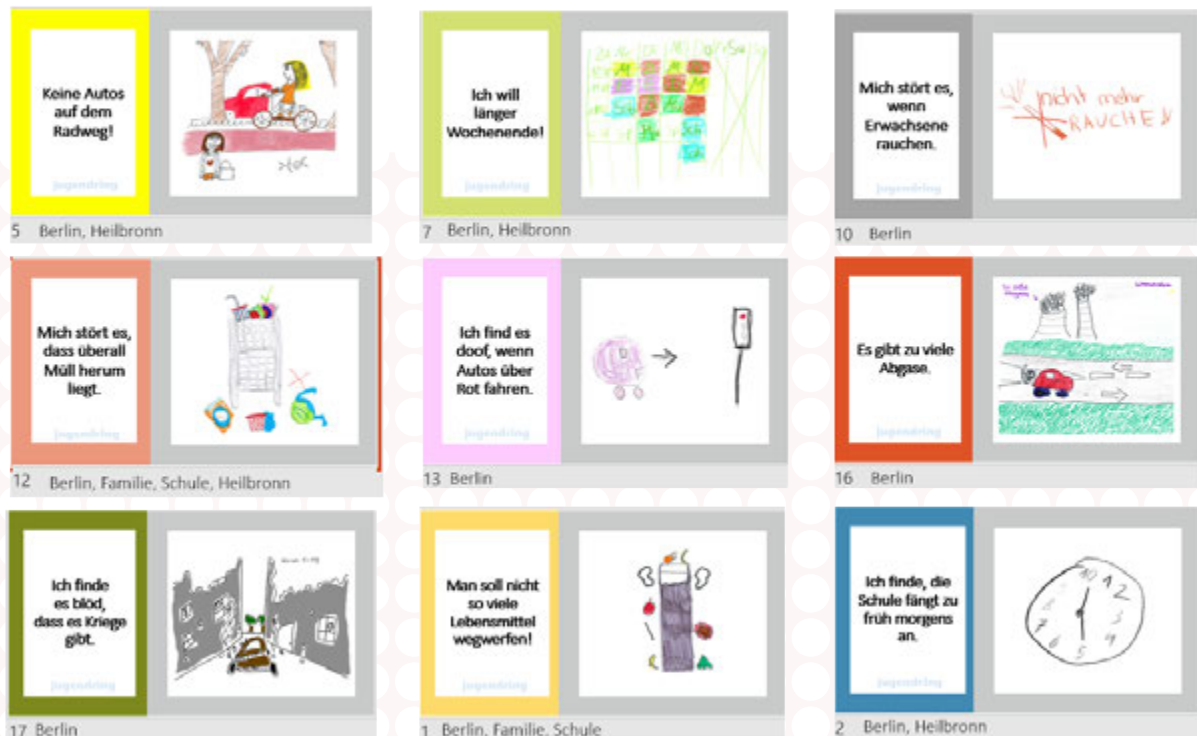 Keine Autos
auf dem
Radweg!
jugendring
5 Berlin, Heilbronn
Ich will
länger
Wochenende!
jugendring
7 Berlin, Heilbronn
Mich stört es,
wenn
Erwachsene
rauchen.
jugendring
nicht mehr
RAUCHEN
10 Berlin
Mich stört es,
dass überall
Müll herum
liegt.
jugendring
12 Berlin, Familie, Schule, Heilbronn
Ich find es
doof, wenn
Autos über
Rot fahren.
jugendring
13 Berlin
Es gibt zu viele
Abgase.
jugendring
16 Berlin
Ich finde
es blöd,
dass es Kriege
gibt.
jugendring
17 Berlin
Man soll nicht
so viele
Lebensmittel
wegwerfen!
jugendring
1 Berlin, Familie, Schule
Ich finde, die
Schule fängt zu
früh morgens
an.
jugendring
2 Berlin, Heilbronn